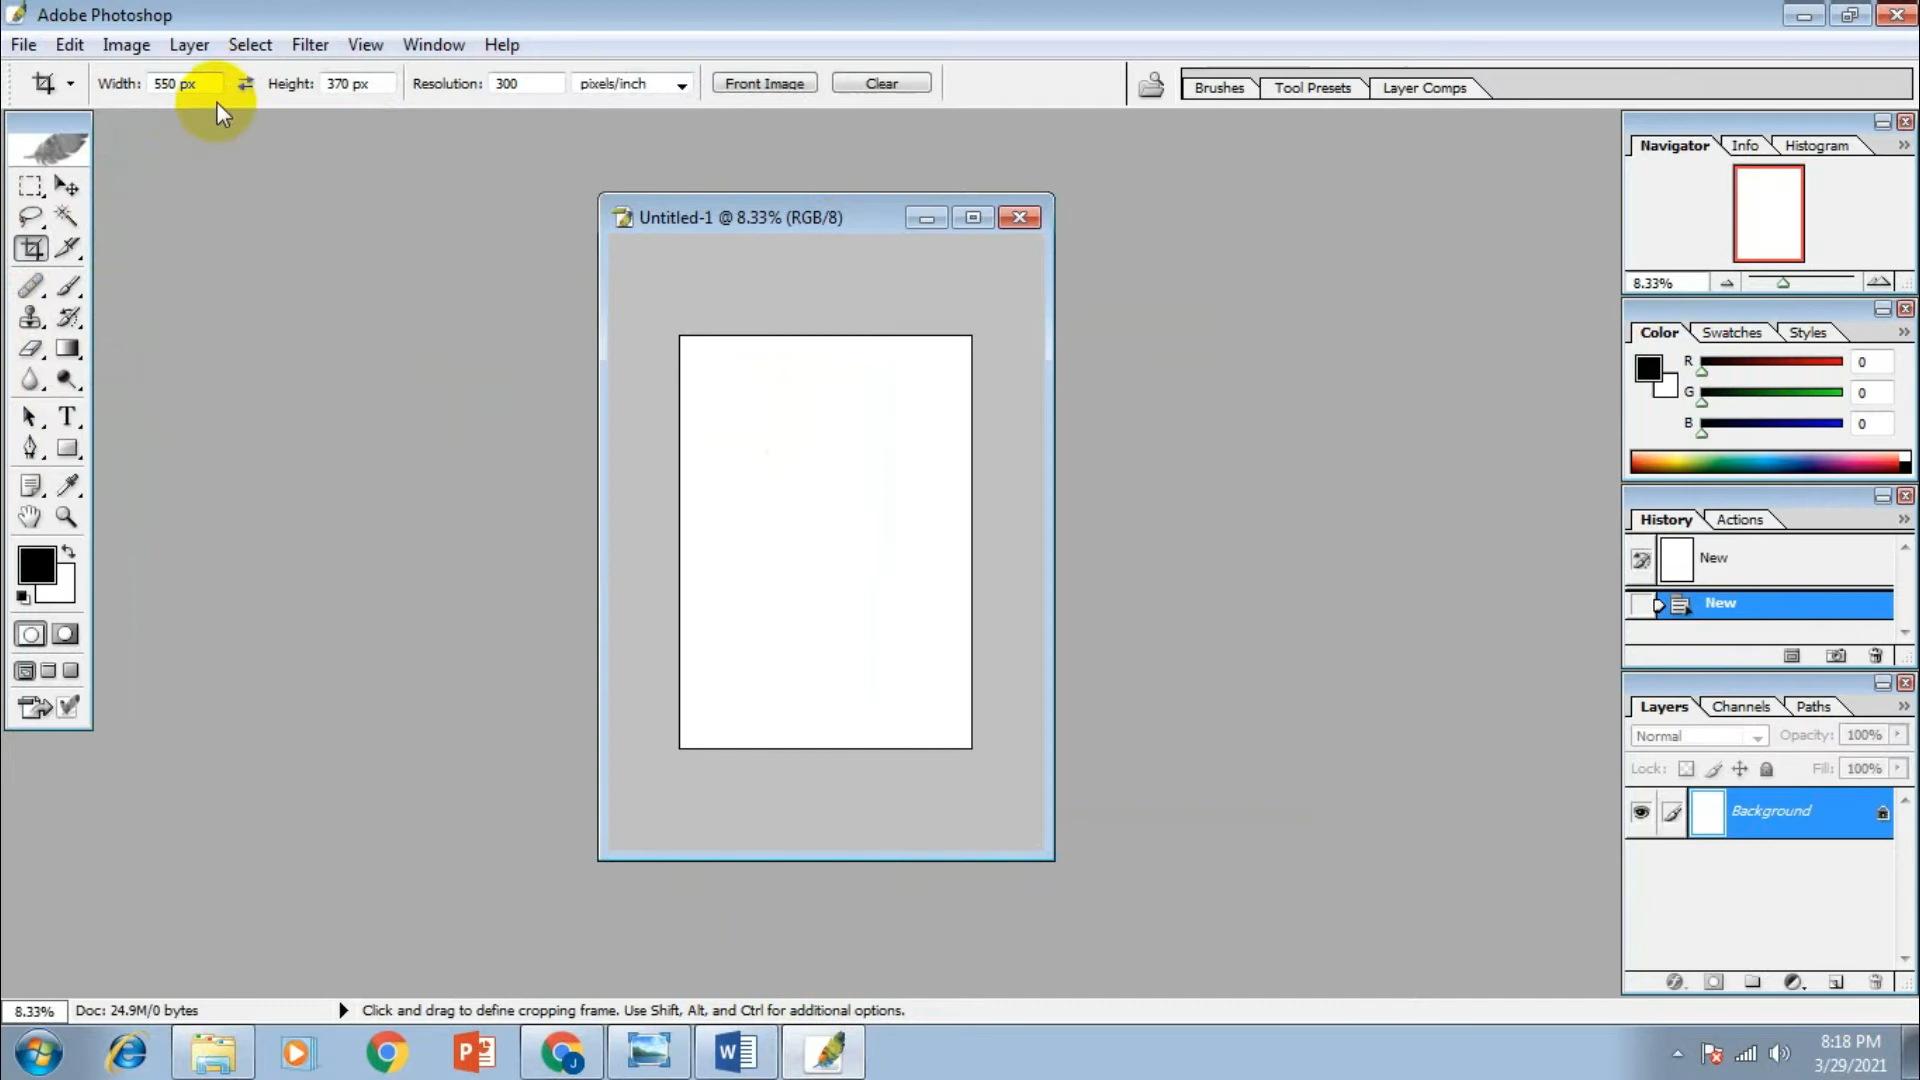 Adobe Photoshop
File Edit Image Layer Select Filter View Window Help
Width: 550 px Height: 370 px Resolution: 300 pixels/inch Front Image Clear Brushes Tool Presets Layer Comps
Navigator Info Histogram
Untitled-1 @ 8.33% (RGB/8)
8.33%
Color Swatches Styles
R 0
G 0
B 0
T
History Actions
New
New
Layers Channels Paths
Normal Opacity: 100%
Lock: Fill: 100%
Background
8.33% Doc: 24.9M/0 bytes Click and drag to define cropping frame. Use Shift, Alt, and Ctrl for additional options.
8:18 PM
3/29/2021